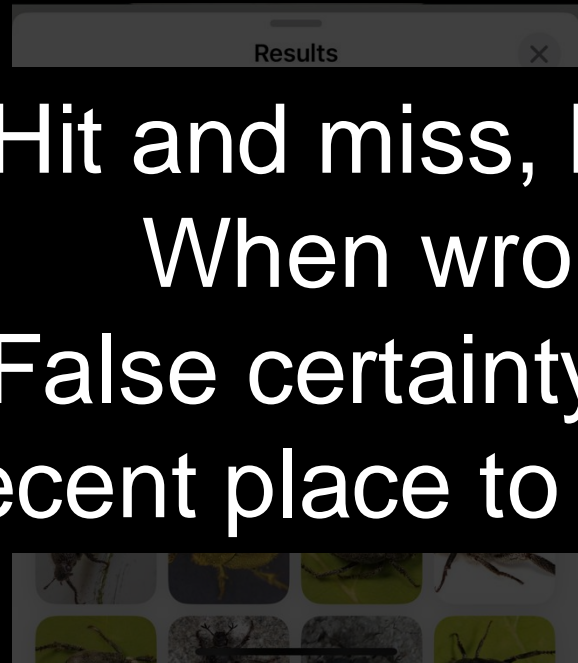 Results
Hit and miss,
When
False certainty
place to